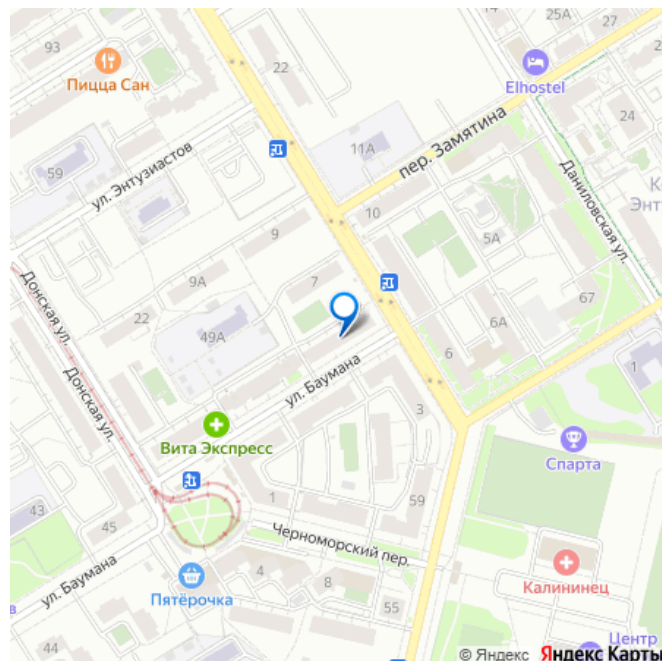 14
25А
27
93
22
Пицца Сан
Elhostel
24
11А
пер. Замятина
59
ул. Энтузиастов
Даниловская ул.
10
9
5А
Донская ул.
9А
7
67
22
49А
6А
6
1
ул. Баумана
Донская ул.
3
Вита Экспресс
Спарта
1
59
43
45
Черноморский пер.
ул. Баумана
Калининец
4
8
Пятёрочка
55
44
Центр
© Яндекс Яндекс Карты